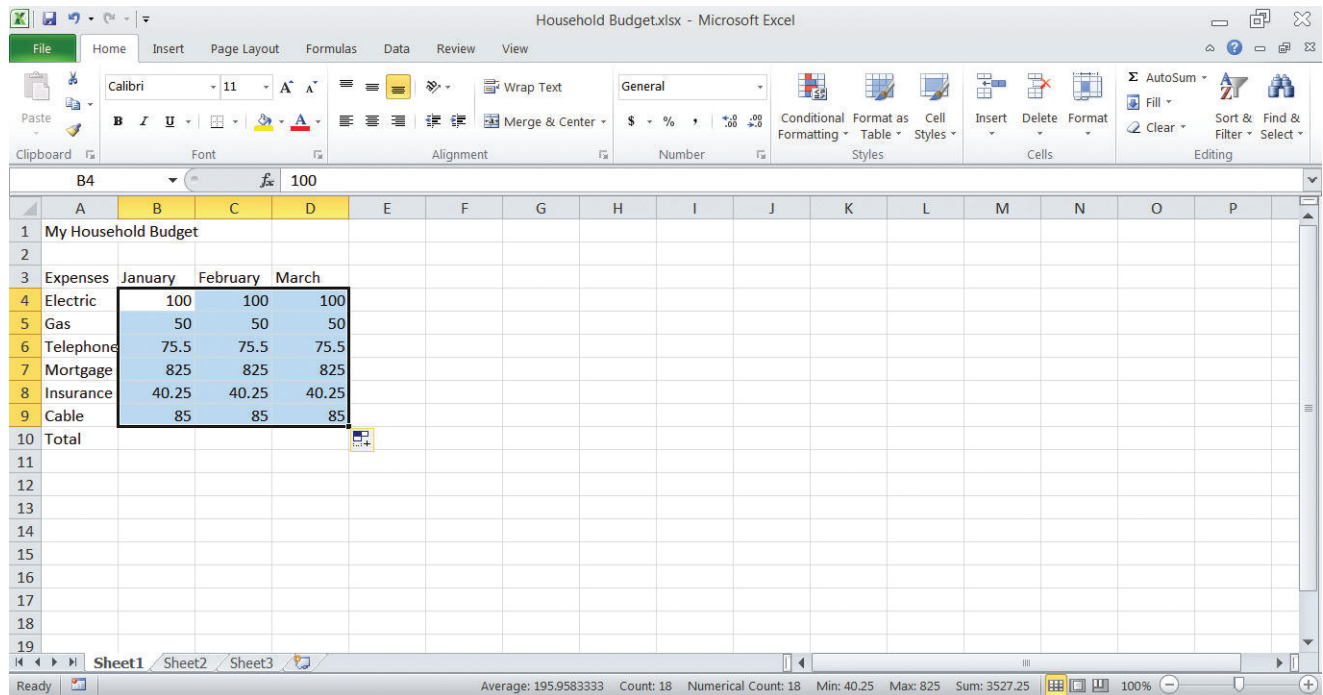 Household Budget.xlsx - Microsoft Excel
File Home Insert Page Layout Formulas Data Review View
Calibri 11 A A Wrap Text General Σ AutoSum
Paste Fill
B I U A Merge & Center $ % , .0 .00 .00 .0 Conditional Formatting Format as Table Cell Styles Insert Delete Format Clear Sort & Filter Find & Select
Clipboard Font Alignment Number Styles Cells Editing
B4 fx 100
A B C D E F G H I J K L M N O P
1 My Household Budget
2
3 Expenses January February March
4 Electric 100 100 100
5 Gas 50 50 50
6 Telephone 75.5 75.5 75.5
7 Mortgage 825 825 825
8 Insurance 40.25 40.25 40.25
9 Cable 85 85 85
10 Total
11
12
13
14
15
16
17
18
19
Sheet1 Sheet2 Sheet3
Ready Average: 195.9583333 Count: 18 Numerical Count: 18 Min: 40.25 Max: 825 Sum: 3527.25 100%